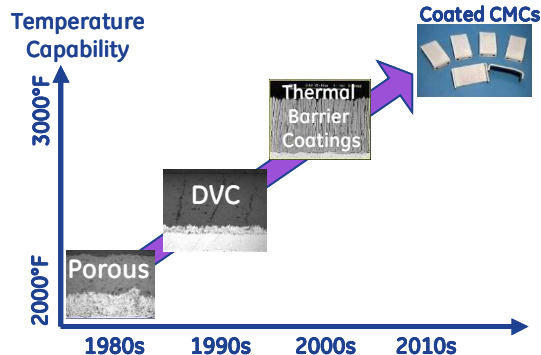 Temperature
Capability
Coated CMCs
3000°F
Thermal
Barrier
Coatings
DVC
2000°F
Porous
1980s
1990s
2000s
2010s